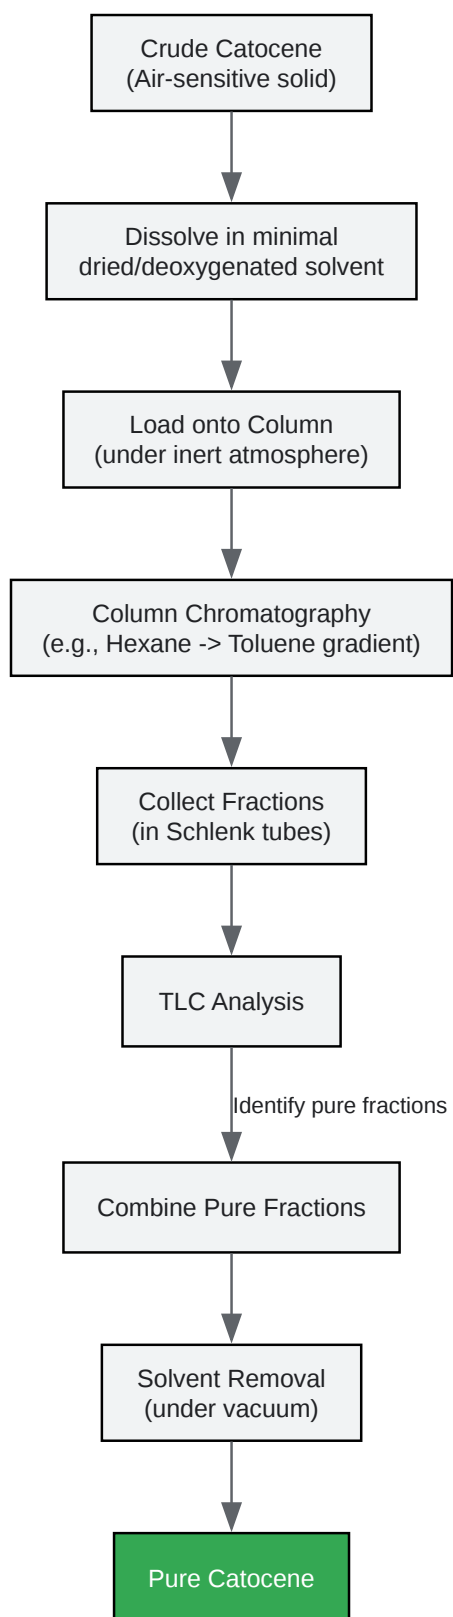 Crude Catocene
(Air-sensitive solid)
Dissolve in minimal
dried/deoxygenated solvent
Load onto Column
(under inert atmosphere)
Column Chromatography
(e.g., Hexane -> Toluene gradient)
Collect Fractions
(in Schlenk tubes)
TLC Analysis
Identify pure fractions
Combine Pure Fractions
Solvent Removal
(under vacuum)
Pure Catocene